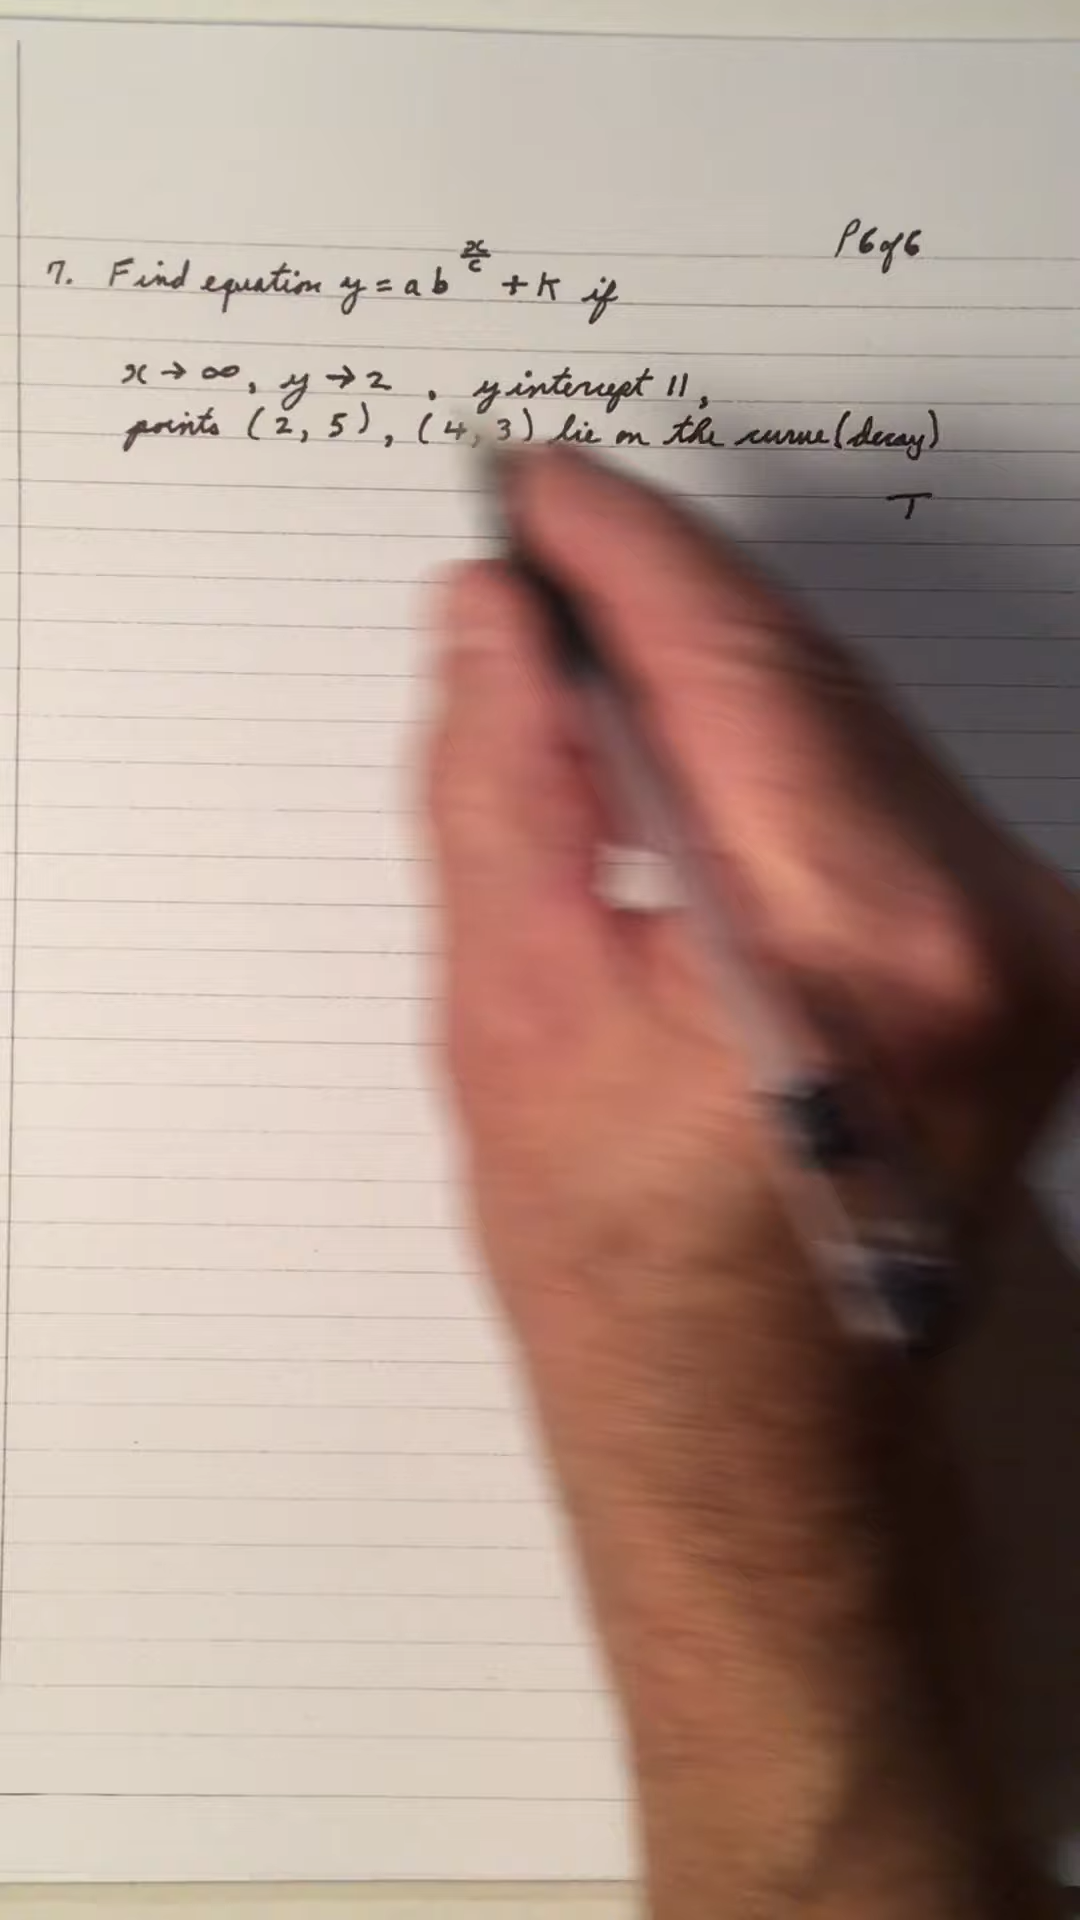 P6 of 6
7. Find equation y = ab^(x/c) + K if
x → ∞, y → 2 . y intercept 11,
points (2, 5), (4, 3) lie on the curve (decay)
T